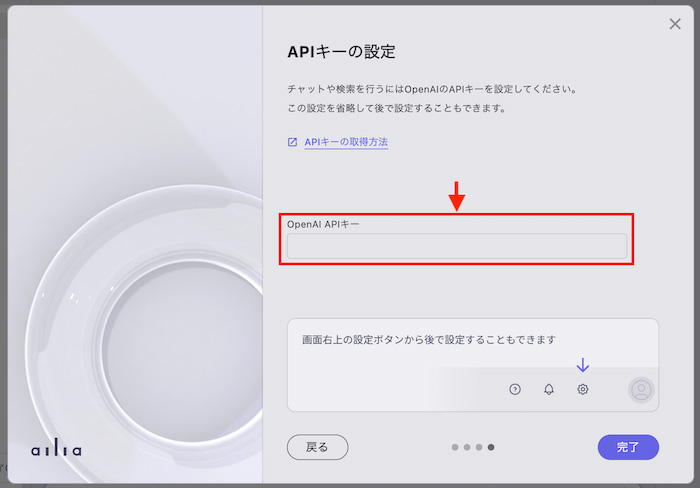 APIキーの設定
チャットや検索を行うにはOpenAIのAPIキーを設定してください。
この設定を省略して後で設定することもできます。
APIキーの取得方法
OpenAI APIキー
画面右上の設定ボタンから後で設定することもできます
ailia
戻る
完了